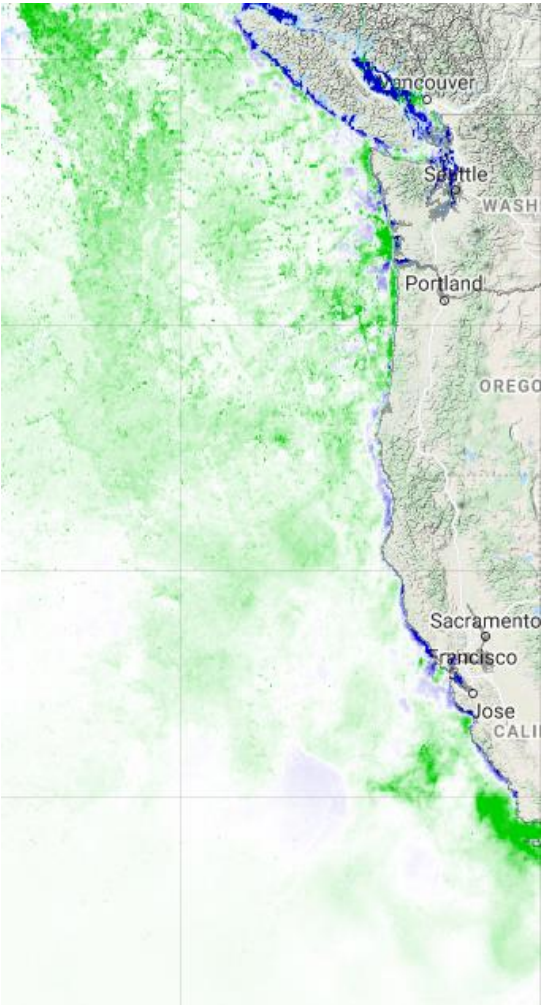 Vancouver
Seattle
WASH
Portland
OREGO
Sacramento
Francisco
Jose
CALI